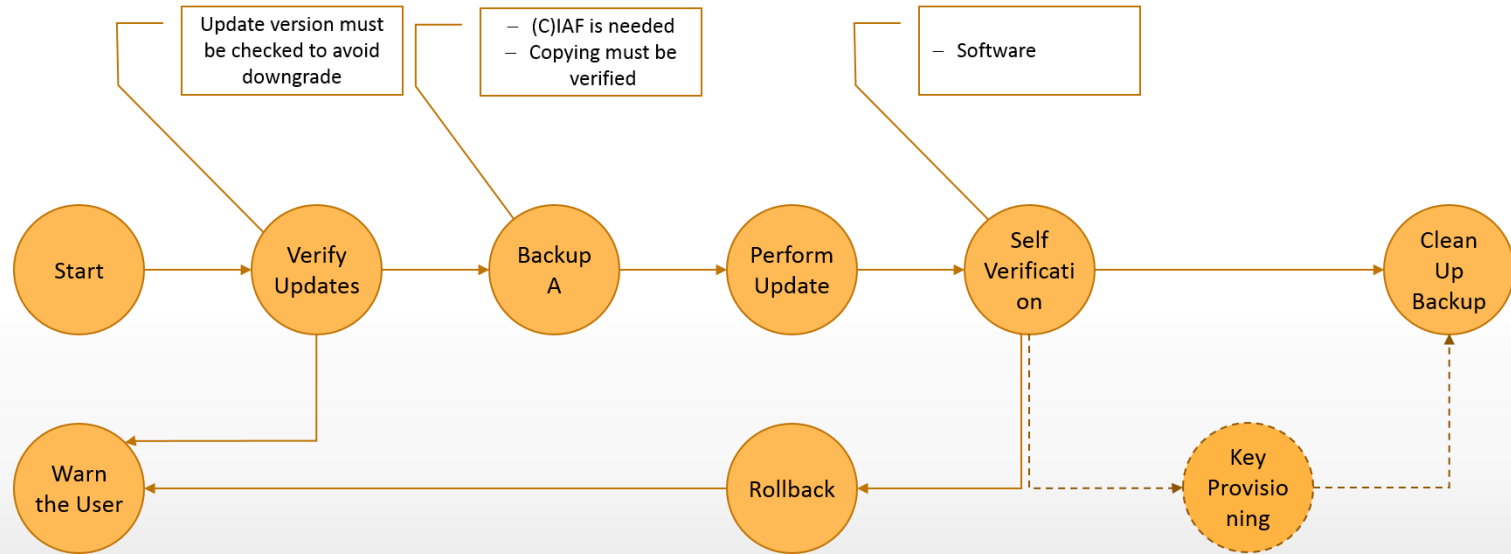 Update version must
be checked to avoid
downgrade
– (C)IAF is needed
– Copying must be
verified
– Software
Start
Verify
Updates
Backup
A
Perform
Update
Self
Verificati
on
Clean
Up
Backup
Warn
the User
Rollback
Key
Provisio
ning